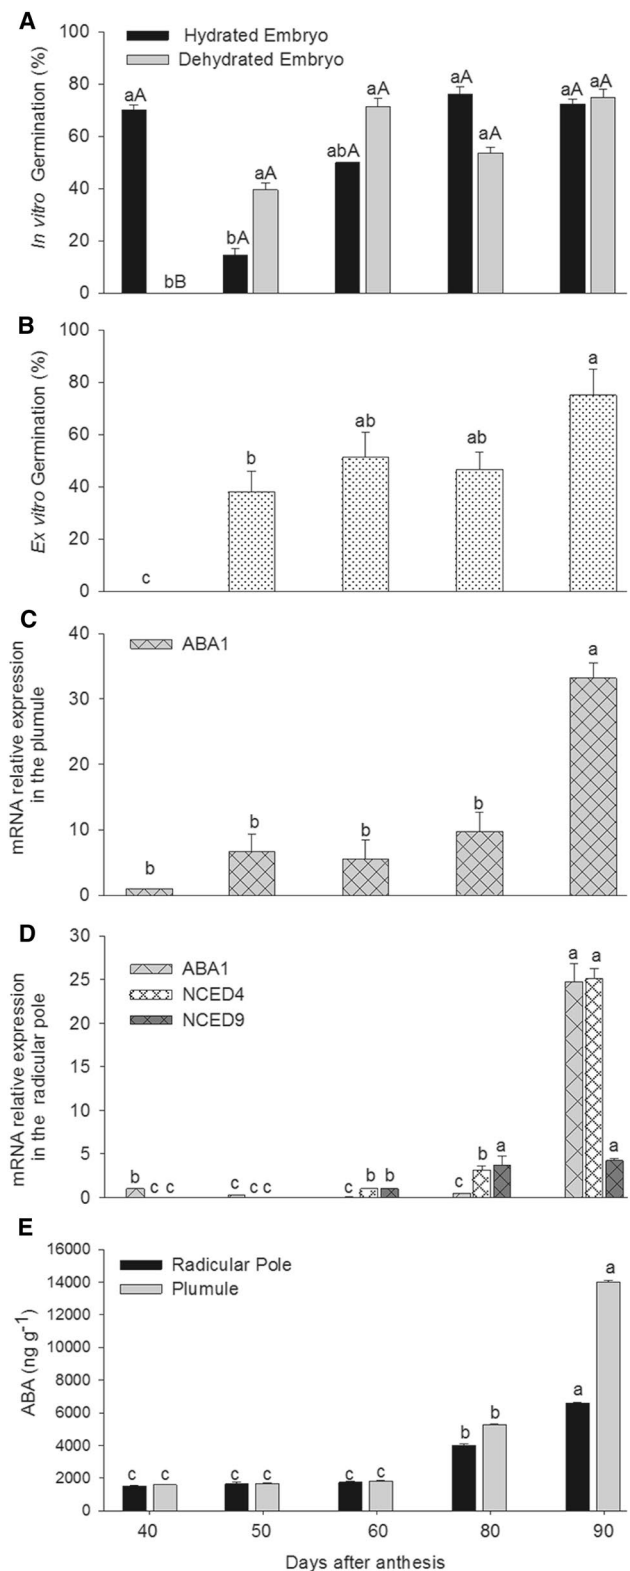 A
Hydrated Embryo
Dehydrated Embryo
In vitro Germination (%)
100
80
60
40
20
0
aA
bB
bA
aA
abA
aA
aA
aA
aA
aA
B
Ex vitro Germination (%)
100
80
60
40
20
0
c
b
ab
ab
a
C
ABA1
mRNA relative expression
in the plumule
40
30
20
10
0
b
b
b
b
a
D
ABA1
NCED4
NCED9
mRNA relative expression
in the radicular pole
30
25
20
15
10
5
0
b
c c
c
c c
c
b b
c
b
a
a a
a
E
Radicular Pole
Plumule
ABA (ng g-1)
16000
14000
12000
10000
8000
6000
4000
2000
0
c c
c c
c c
b
b
a
a
40 50 60 80 90
Days after anthesis